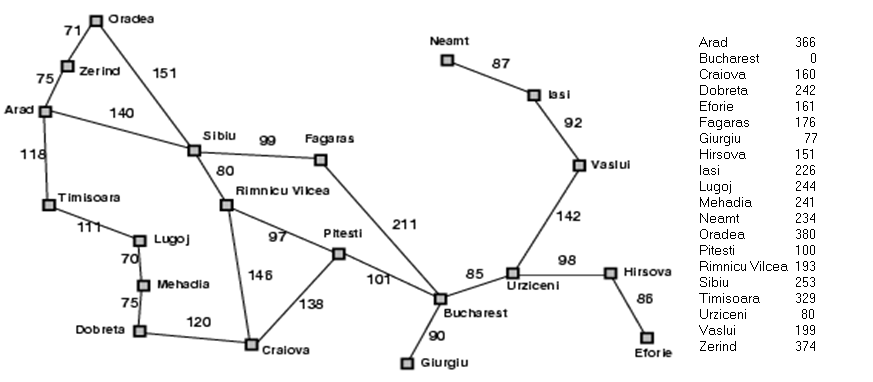 Oradea
71
Zerind
75
151
Arad
140
118
Sibiu
99
Fagaras
80
Rimnicu Vilcea
Timisoara
111
Lugoj
70
Mehadia
75
Dobreta
120
Craiova
146
97
Pitesti
138
101
211
Bucharest
90
Giurgiu
85
Urziceni
98
Hirsova
86
Eforie
142
Vaslui
92
Iasi
87
Neamt
Arad 366
Bucharest 0
Craiova 160
Dobreta 242
Eforie 161
Fagaras 176
Giurgiu 77
Hirsova 151
Iasi 226
Lugoj 244
Mehadia 241
Neamt 234
Oradea 380
Pitesti 100
Rimnicu Vilcea 193
Sibiu 253
Timisoara 329
Urziceni 80
Vaslui 199
Zerind 374